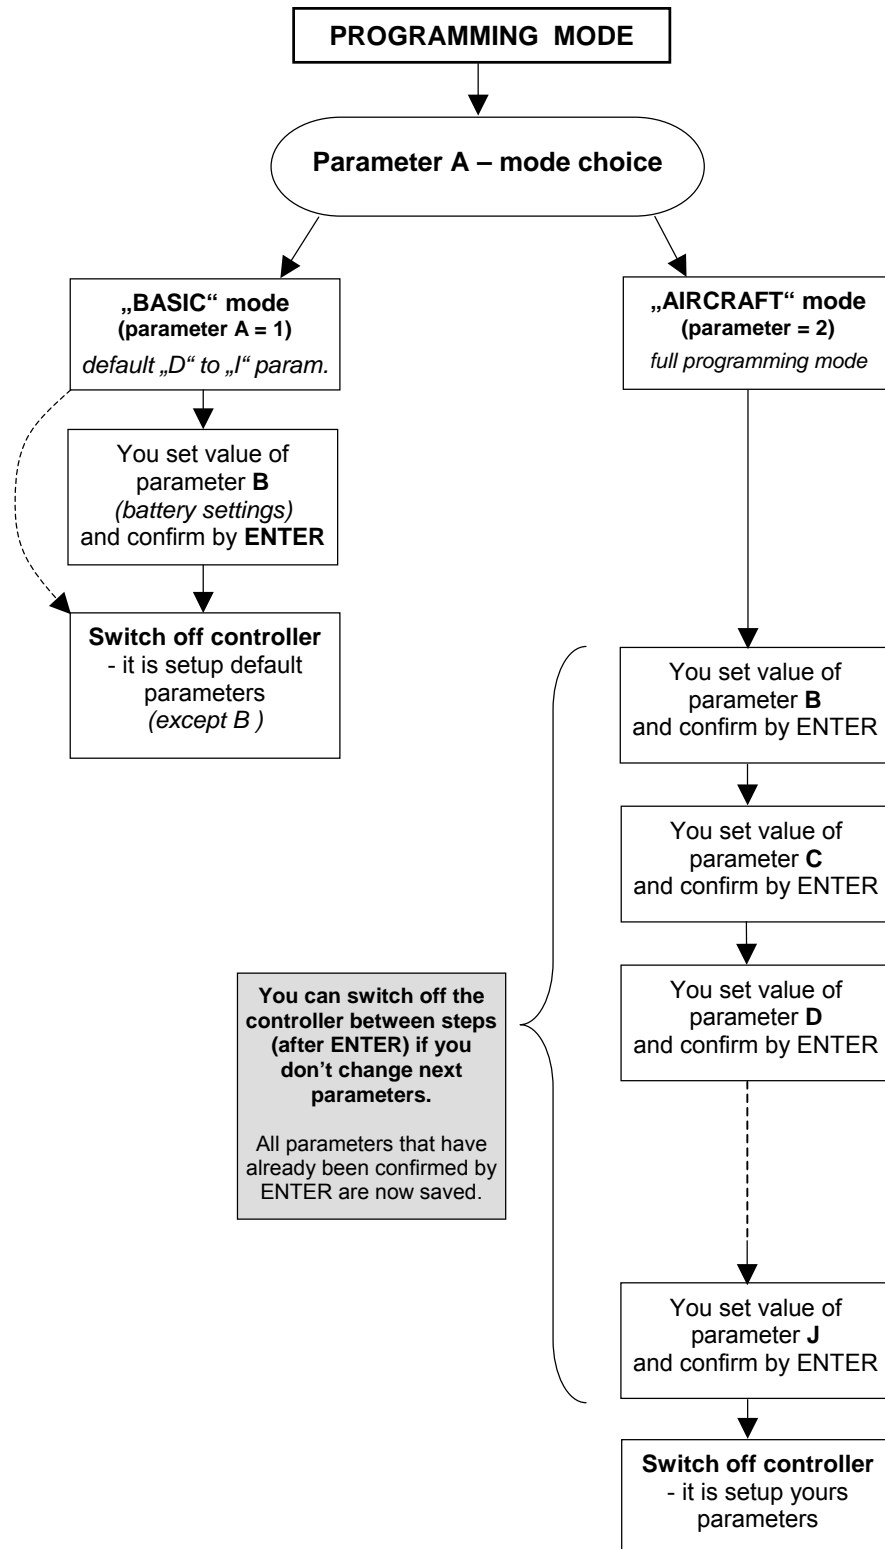 PROGRAMMING MODE
Parameter A – mode choice
„BASIC“ mode
(parameter A = 1)
default „D“ to „I“ param.
You set value of
parameter B
(battery settings)
and confirm by ENTER
Switch off controller
- it is setup default
parameters
(except B )
„AIRCRAFT“ mode
(parameter = 2)
full programming mode
You set value of
parameter B
and confirm by ENTER
You set value of
parameter C
and confirm by ENTER
You set value of
parameter D
and confirm by ENTER
You can switch off the
controller between steps
(after ENTER) if you
don’t change next
parameters.
All parameters that have
already been confirmed by
ENTER are now saved.
You set value of
parameter J
and confirm by ENTER
Switch off controller
- it is setup yours
parameters